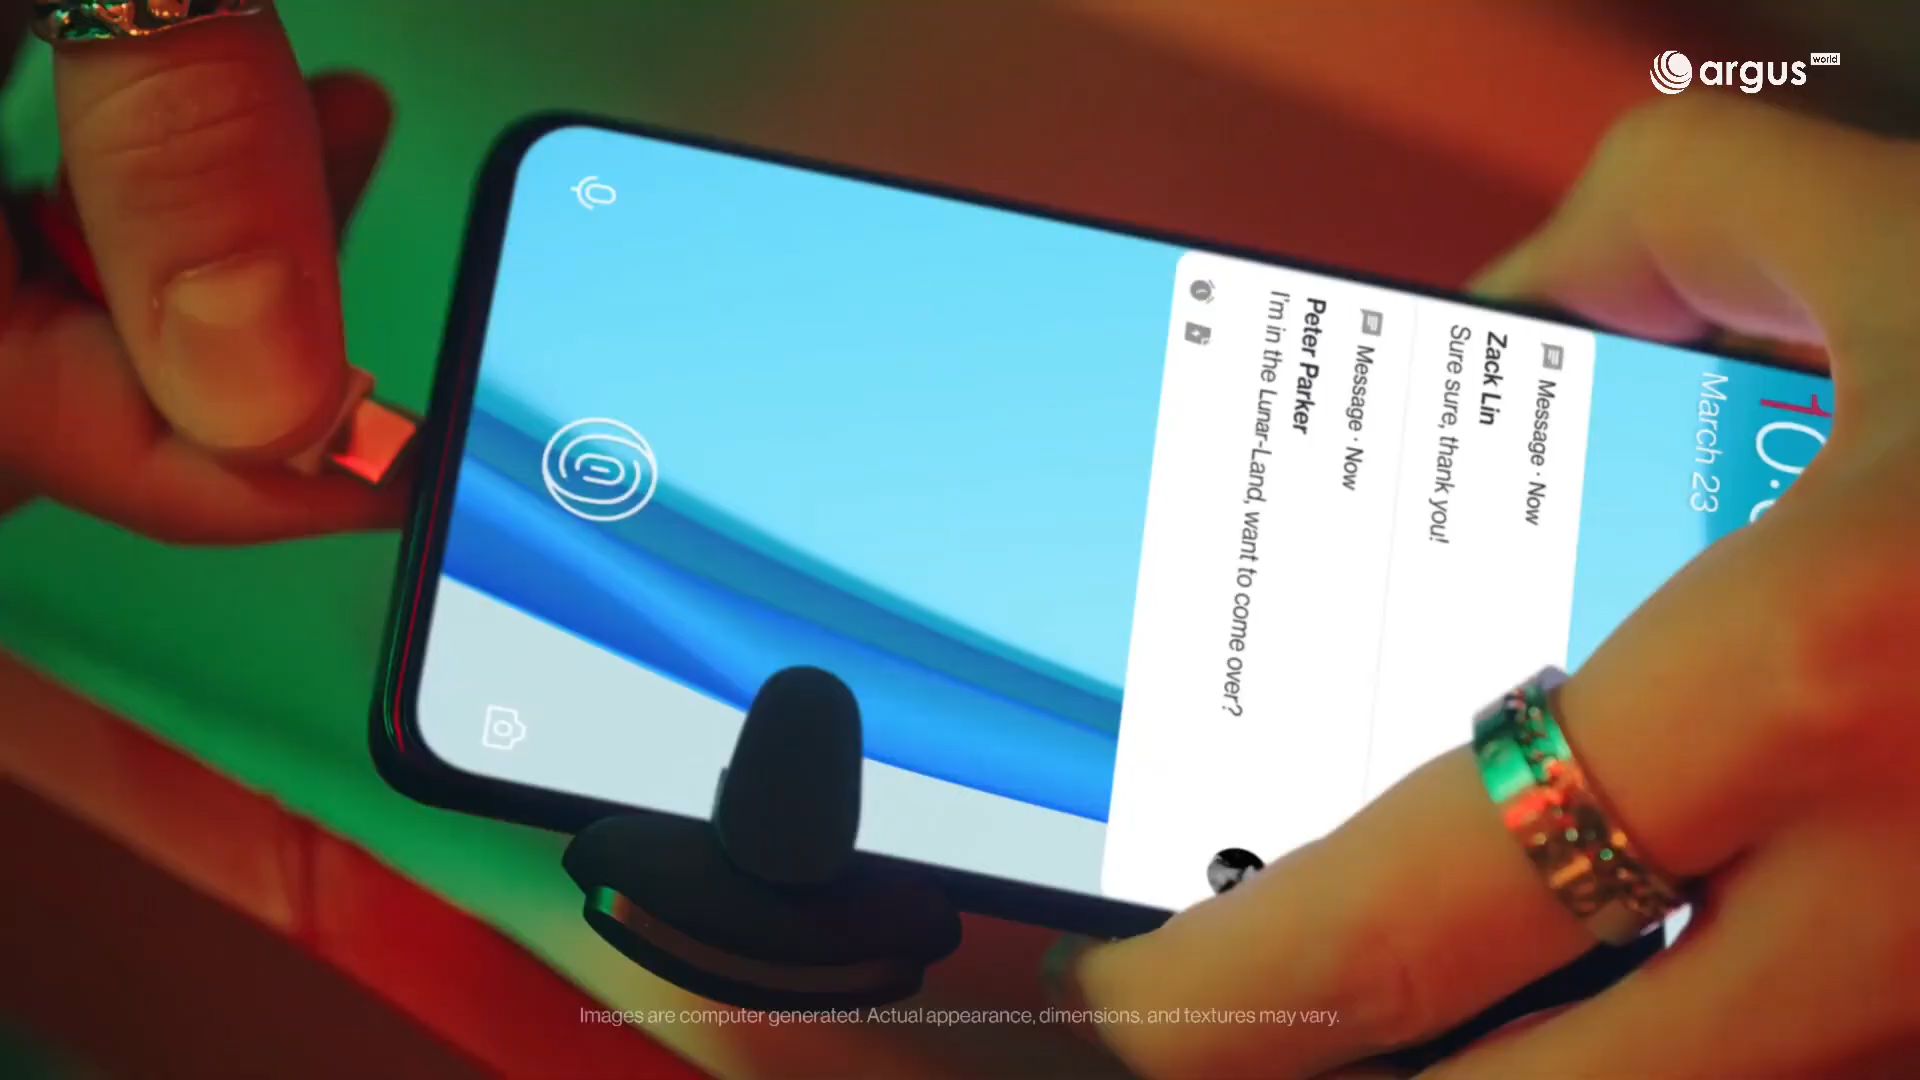 argus
world
10:
March 23
Message · Now
Zack Lin
Sure sure, thank you!
Message · Now
Peter Parker
I'm in the Lunar-Land, want to come over?
Images are computer generated. Actual appearance, dimensions, and textures may vary.